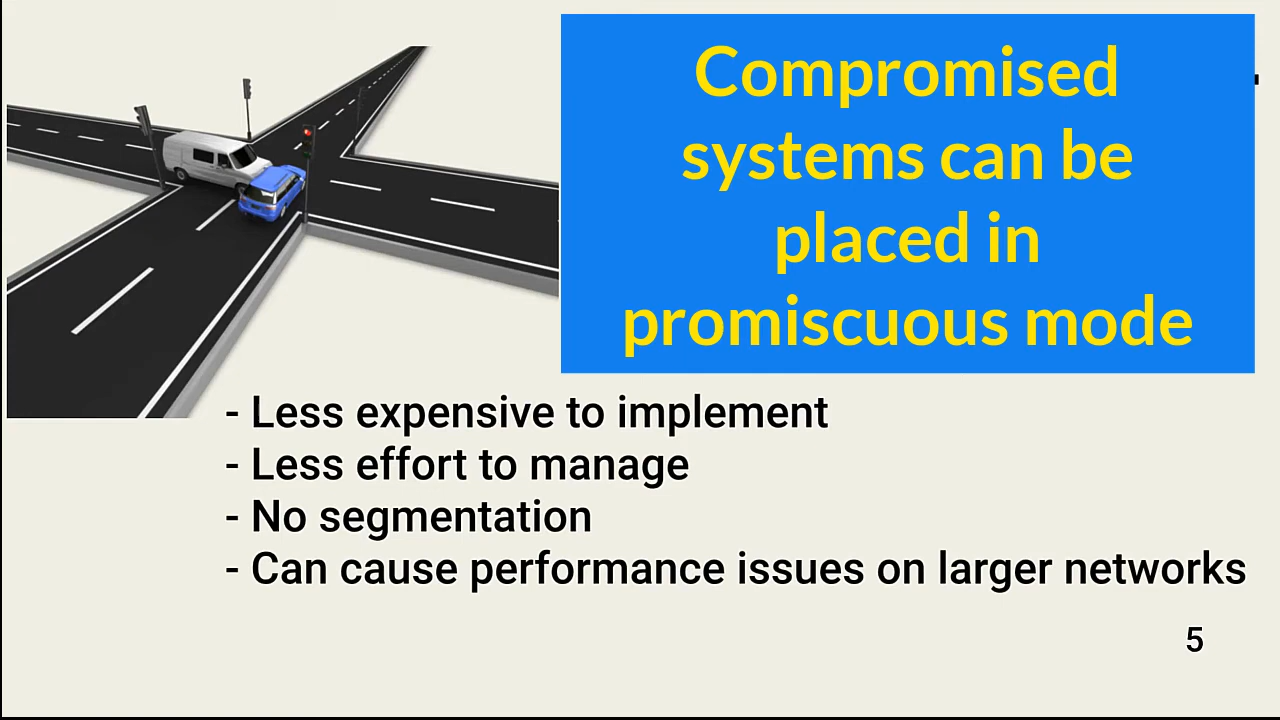 Compromised
systems can be
placed in
promiscuous mode
- Less expensive to implement
- Less effort to manage
- No segmentation
- Can cause performance issues on larger networks
5